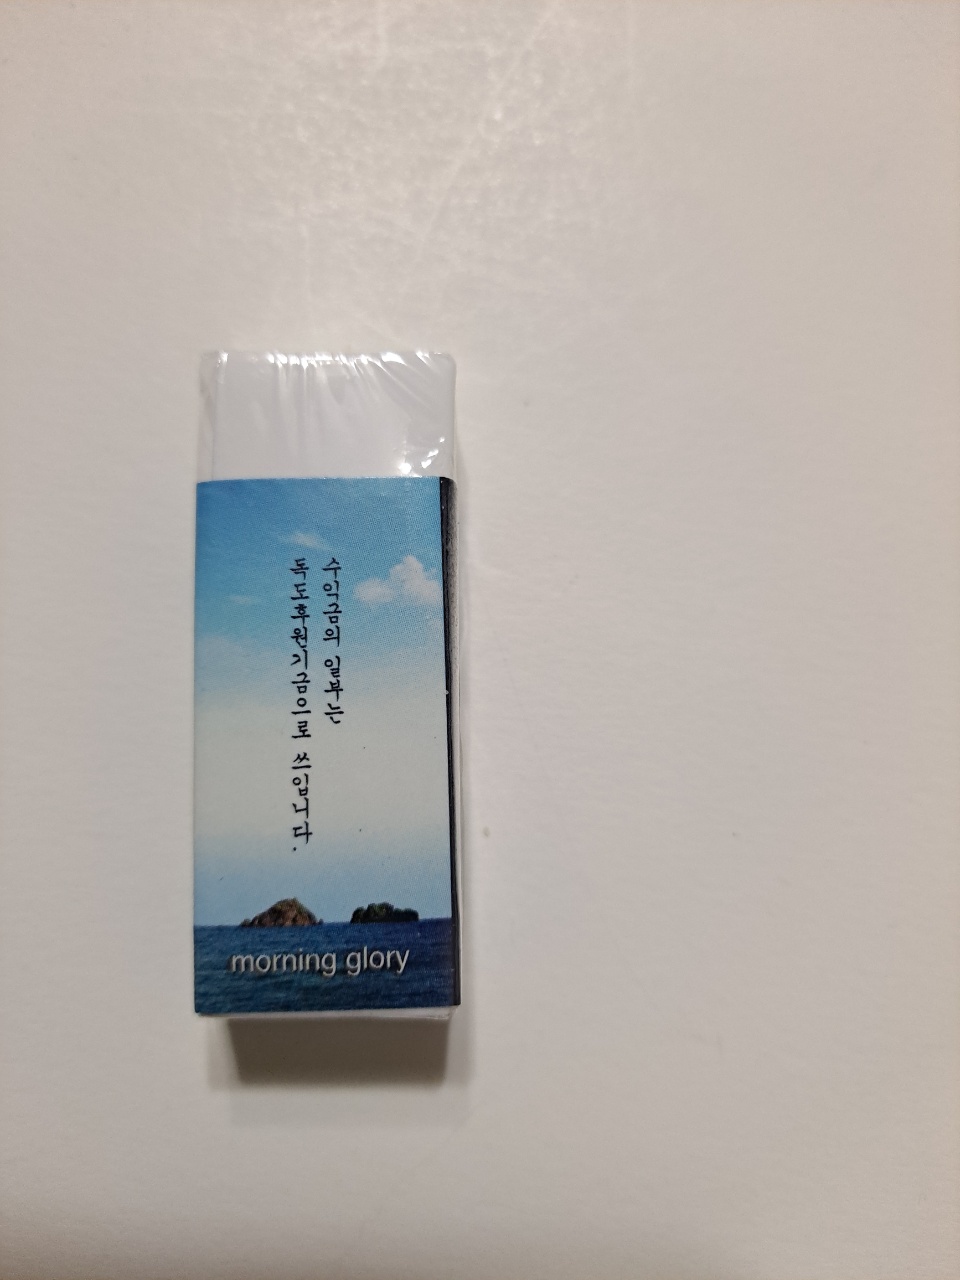 수익금의 일부는
독도후원기금으로 쓰입니다.
morning glory